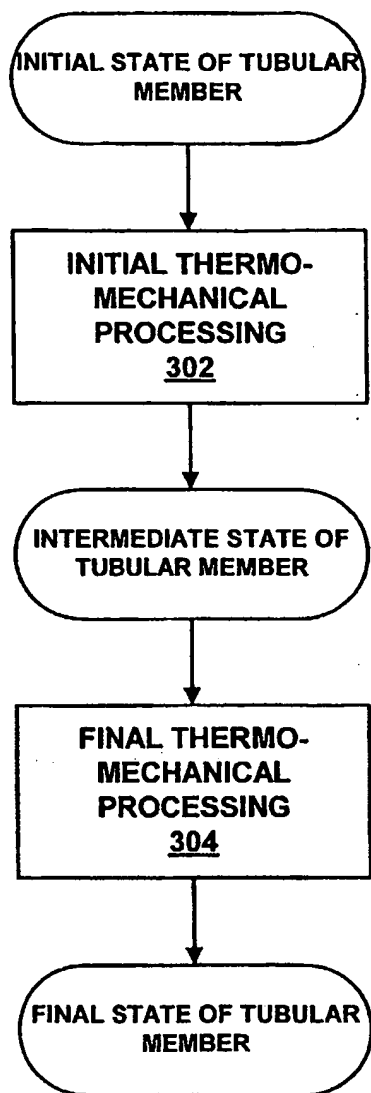 INITIAL STATE OF TUBULAR
MEMBER
INITIAL THERMO-
MECHANICAL
PROCESSING
302
INTERMEDIATE STATE OF
TUBULAR MEMBER
FINAL THERMO-
MECHANICAL
PROCESSING
304
FINAL STATE OF TUBULAR
MEMBER